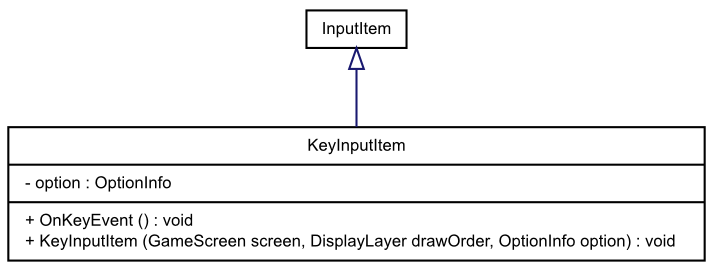 InputItem
KeyInputItem
- option : OptionInfo
+ OnKeyEvent () : void
+ KeyInputItem (GameScreen screen, DisplayLayer drawOrder, OptionInfo option) : void